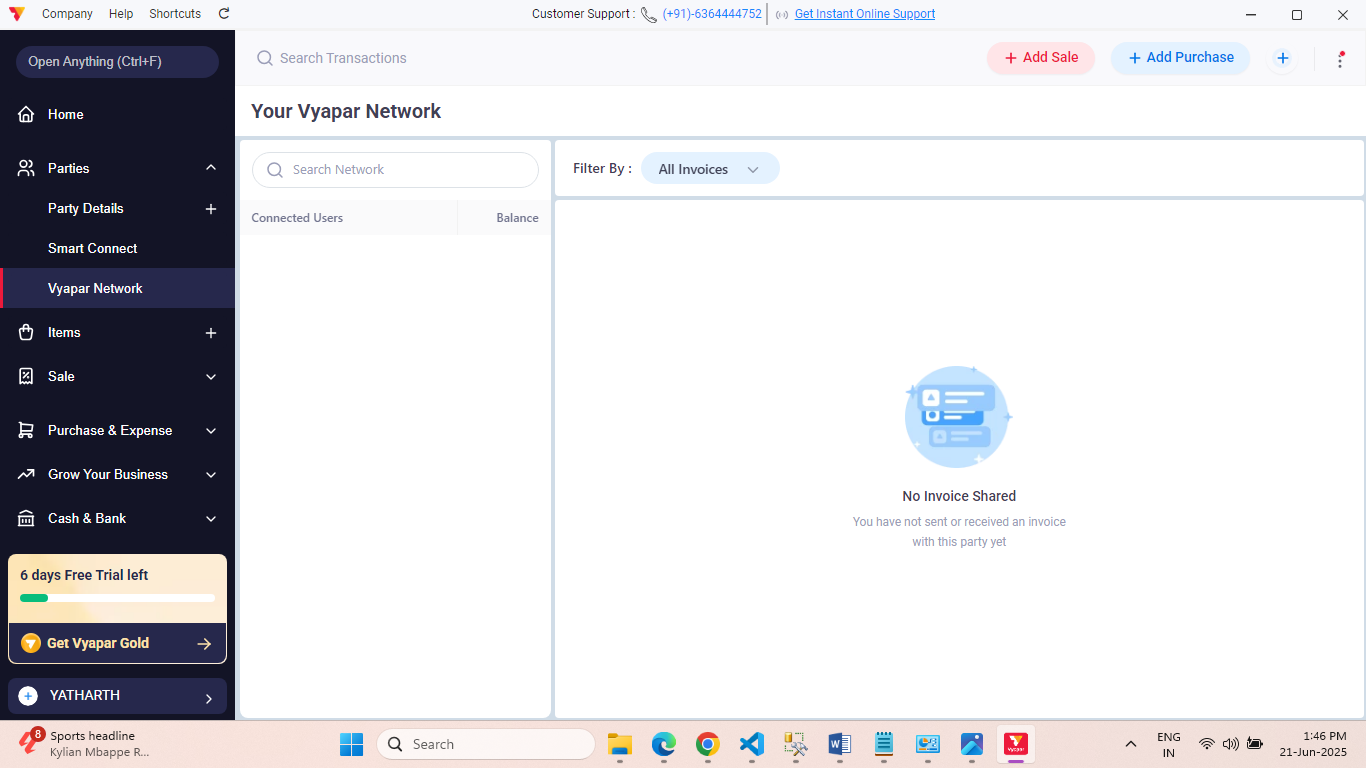 Company Help Shortcuts
Customer Support : (+91)-6364444752 Get Instant Online Support
Open Anything (Ctrl+F)
Home
Parties
Party Details
Smart Connect
Vyapar Network
Items
Sale
Purchase & Expense
Grow Your Business
Cash & Bank
6 days Free Trial left
Get Vyapar Gold
YATHARTH
Search Transactions
Add Sale
Add Purchase
Your Vyapar Network
Search Network
Connected Users Balance
Filter By : All Invoices
No Invoice Shared
You have not sent or received an invoice
with this party yet
8
Sports headline
Kylian Mbappe R...
Search
Vyapar
ENG
IN
1:46 PM
21-Jun-2025